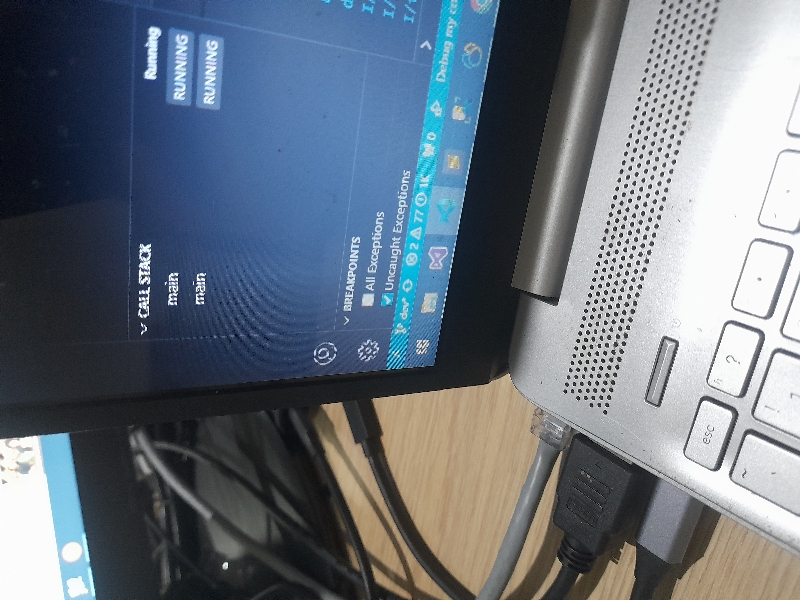 CALL STACK Running
main RUNNING
main RUNNING
BREAKPOINTS
All Exceptions
Uncaught Exceptions
dev* 2 77 1K 0 Debug my
esc
?
~
!